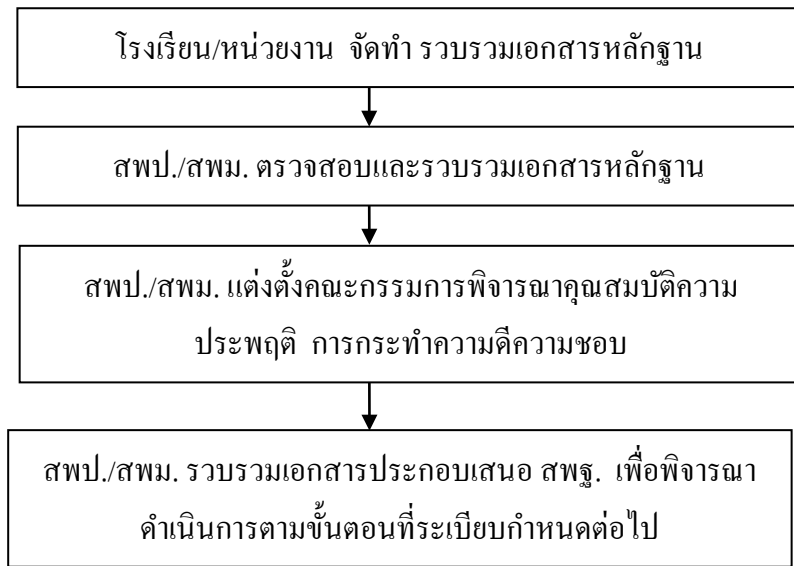 โรงเรียน/หน่วยงาน จัดทำ รวบรวมเอกสารหลักฐาน
สพป./สพม. ตรวจสอบและรวบรวมเอกสารหลักฐาน
สพป./สพม. แต่งตั้งคณะกรรมการพิจารณาคุณสมบัติความ
ประพฤติ การกระทำความดีความชอบ
สพป./สพม. รวบรวมเอกสารประกอบเสนอ สพฐ. เพื่อพิจารณา
ดำเนินการตามขั้นตอนที่ระเบียบกำหนดต่อไป